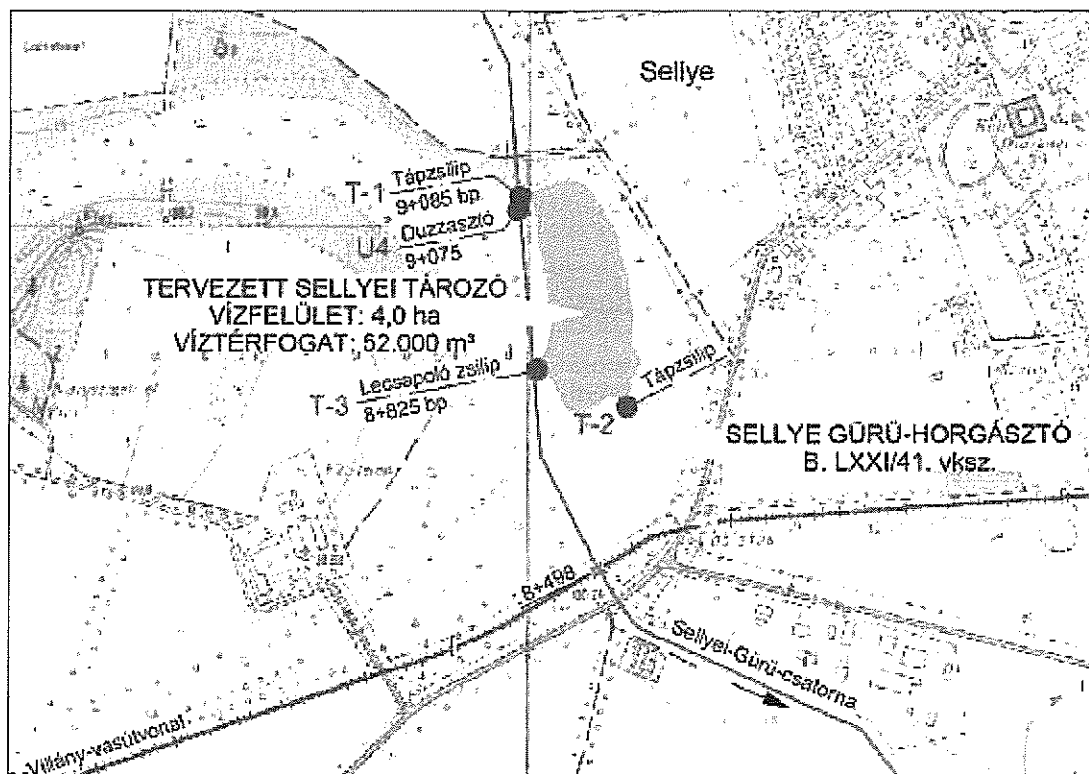 Sellye
T-1 Tápzsilip
9+085 bp
Duzzasztó
U4 9+075
TERVEZETT SELLYEI TÁROZÓ
VÍZFELÜLET: 4,0 ha
VÍZTÉRFOGAT: 52.000 m³
Lecsapoló zsilip
T-3 8+825 bp
Tápzsilip
T-2
SELLYE GÜRÜ-HORGÁSZTÓ
B. LXXI/41. vksz.
8+498
Sellyei-Gürü-csatorna
-Villány-vasútvonal